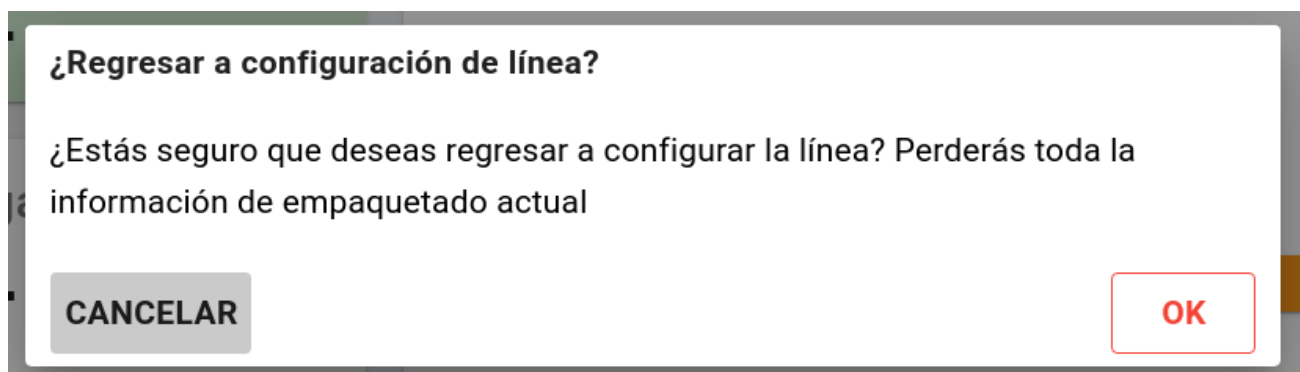 ¿Regresar a configuración de línea?
¿Estás seguro que deseas regresar a configurar la línea? Perderás toda la
información de empaquetado actual
CANCELAR
OK